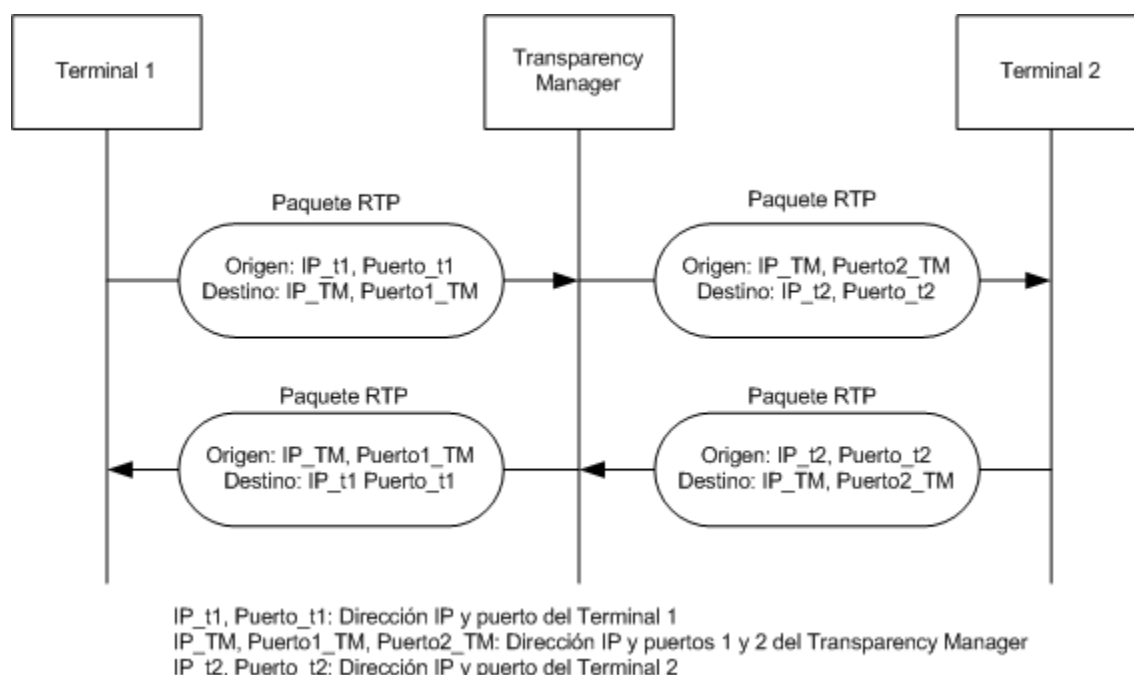 Terminal 1
Transparency
Manager
Terminal 2
Paquete RTP
Paquete RTP
Origen: IP_t1, Puerto_t1
Destino: IP_TM, Puerto1_TM
Origen: IP_TM, Puerto2_TM
Destino: IP_t2, Puerto_t2
Paquete RTP
Paquete RTP
Origen: IP_TM, Puerto1_TM
Destino: IP_t1 Puerto_t1
Origen: IP_t2, Puerto_t2
Destino: IP_TM, Puerto2_TM
IP_t1, Puerto_t1: Dirección IP y puerto del Terminal 1
IP_TM, Puerto1_TM, Puerto2_TM: Dirección IP y puertos 1 y 2 del Transparency Manager
IP_t2, Puerto_t2: Dirección IP y puerto del Terminal 2